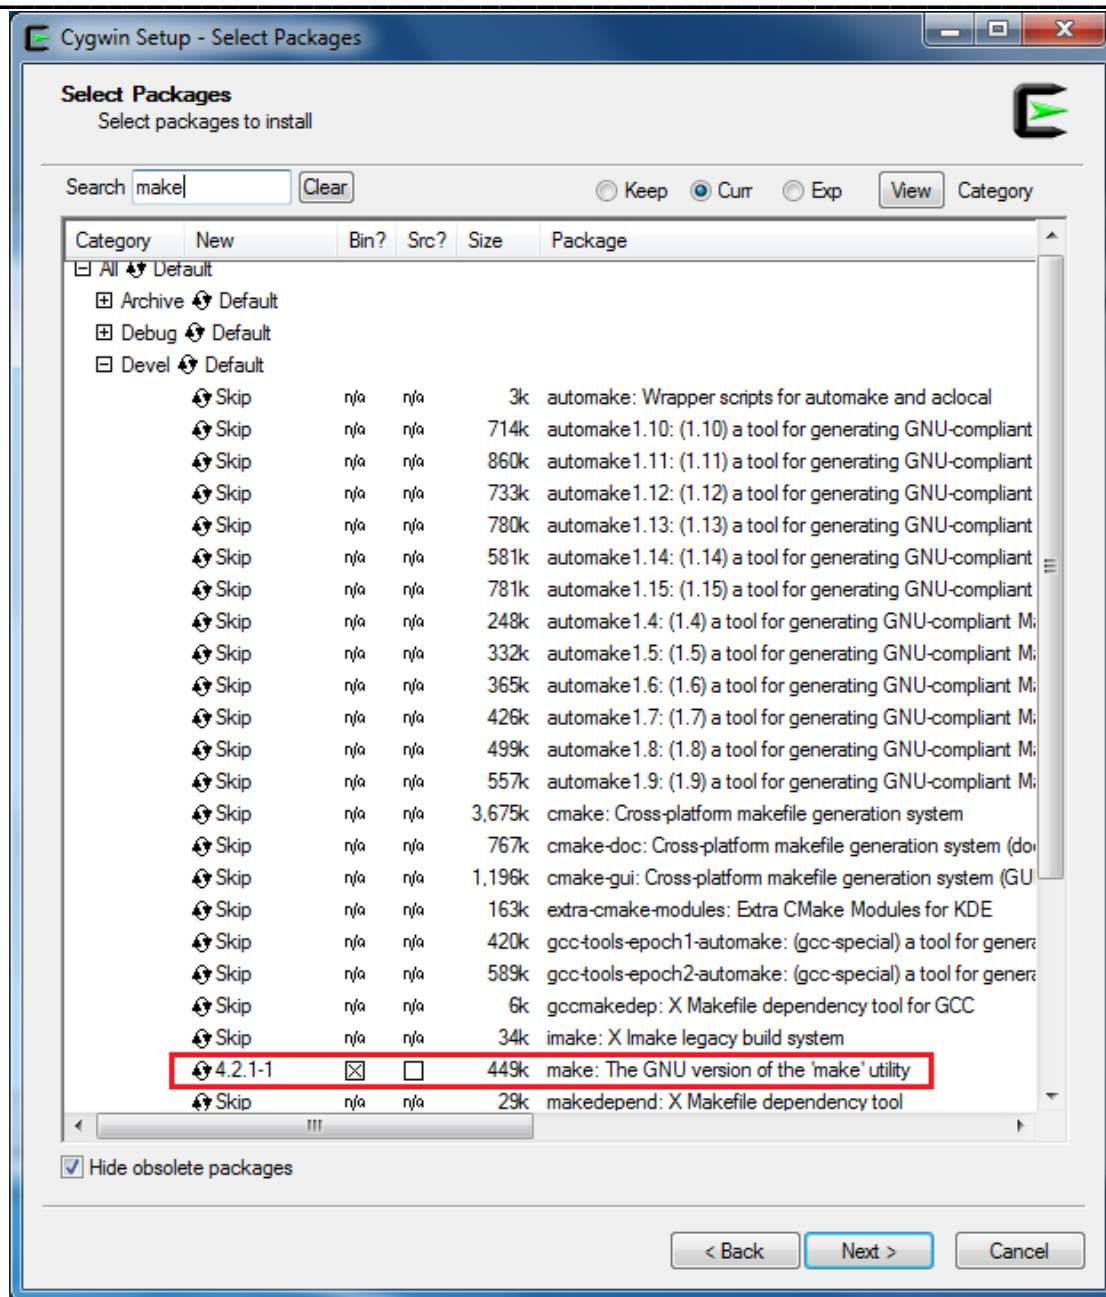 Cygwin Setup - Select Packages
Select Packages
Select packages to install
Search make Clear Keep Curr Exp View Category
Category New Bin? Src? Size Package
All Default
Archive Default
Debug Default
Devel Default
Skip n/a n/a 3k automake: Wrapper scripts for automake and aclocal
Skip n/a n/a 714k automake1.10: (1.10) a tool for generating GNU-compliant
Skip n/a n/a 860k automake1.11: (1.11) a tool for generating GNU-compliant
Skip n/a n/a 733k automake1.12: (1.12) a tool for generating GNU-compliant
Skip n/a n/a 780k automake1.13: (1.13) a tool for generating GNU-compliant
Skip n/a n/a 581k automake1.14: (1.14) a tool for generating GNU-compliant
Skip n/a n/a 781k automake1.15: (1.15) a tool for generating GNU-compliant
Skip n/a n/a 248k automake1.4: (1.4) a tool for generating GNU-compliant Ma
Skip n/a n/a 332k automake1.5: (1.5) a tool for generating GNU-compliant Ma
Skip n/a n/a 365k automake1.6: (1.6) a tool for generating GNU-compliant Ma
Skip n/a n/a 426k automake1.7: (1.7) a tool for generating GNU-compliant Ma
Skip n/a n/a 499k automake1.8: (1.8) a tool for generating GNU-compliant Ma
Skip n/a n/a 557k automake1.9: (1.9) a tool for generating GNU-compliant Ma
Skip n/a n/a 3,675k cmake: Cross-platform makefile generation system
Skip n/a n/a 767k cmake-doc: Cross-platform makefile generation system (do
Skip n/a n/a 1,196k cmake-gui: Cross-platform makefile generation system (GU
Skip n/a n/a 163k extra-cmake-modules: Extra CMake Modules for KDE
Skip n/a n/a 420k gcc-tools-epoch1-automake: (gcc-special) a tool for genera
Skip n/a n/a 589k gcc-tools-epoch2-automake: (gcc-special) a tool for genera
Skip n/a n/a 6k gccmakedep: X Makefile dependency tool for GCC
Skip n/a n/a 34k imake: X Imake legacy build system
4.2.1-1 449k make: The GNU version of the 'make' utility
Skip n/a n/a 29k makedepend: X Makefile dependency tool
Hide obsolete packages
< Back Next > Cancel